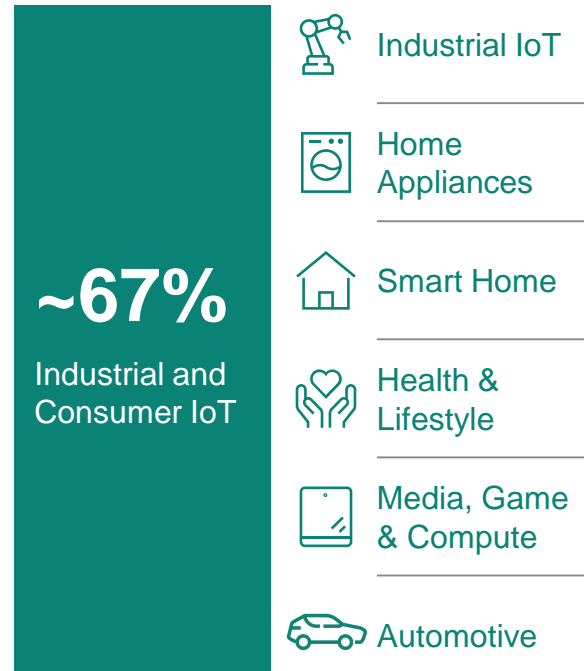 ~67%
Industrial and
Consumer IoT
Industrial IoT
Home
Appliances
Smart Home
Health &
Lifestyle
Media, Game
& Compute
Automotive